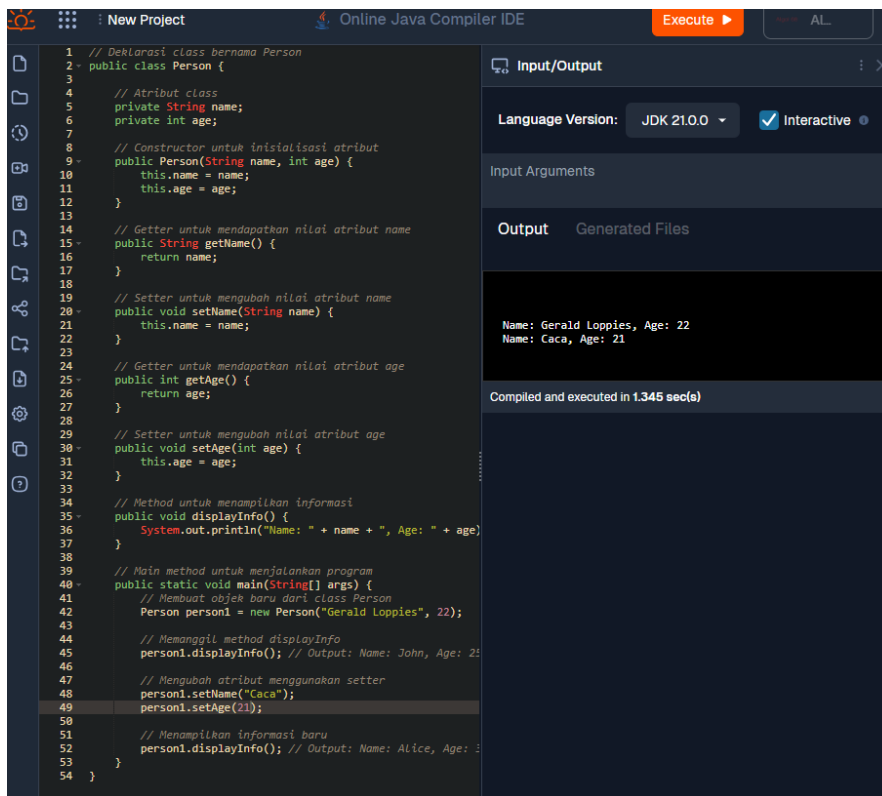 New Project
Online Java Compiler IDE
Execute
AL_
1 // Deklarasi class bernama Person
2 public class Person {
3
4 // Atribut class
5 private String name;
6 private int age;
7
8 // Constructor untuk inisialisasi atribut
9 public Person(String name, int age) {
10 this.name = name;
11 this.age = age;
12 }
13
14 // Getter untuk mendapatkan nilai atribut name
15 public String getName() {
16 return name;
17 }
18
19 // Setter untuk mengubah nilai atribut name
20 public void setName(String name) {
21 this.name = name;
22 }
23
24 // Getter untuk mendapatkan nilai atribut age
25 public int getAge() {
26 return age;
27 }
28
29 // Setter untuk mengubah nilai atribut age
30 public void setAge(int age) {
31 this.age = age;
32 }
33
34 // Method untuk menampilkan informasi
35 public void displayInfo() {
36 System.out.println("Name: " + name + ", Age: " + age)
37 }
38
39 // Main method untuk menjalankan program
40 public static void main(String[] args) {
41 // Membuat objek baru dari class Person
42 Person person1 = new Person("Gerald Loppies", 22);
43
44 // Memanggil method displayInfo
45 person1.displayInfo(); // Output: Name: John, Age: 25
46
47 // Mengubah atribut menggunakan setter
48 person1.setName("Caca");
49 person1.setAge(21);
50
51 // Menampilkan informasi baru
52 person1.displayInfo(); // Output: Name: Alice, Age:
53 }
54 }
Input/Output
Language Version:
JDK 21.0.0
Interactive
Input Arguments
Output
Generated Files
Name: Gerald Loppies, Age: 22
Name: Caca, Age: 21
Compiled and executed in 1.345 sec(s)